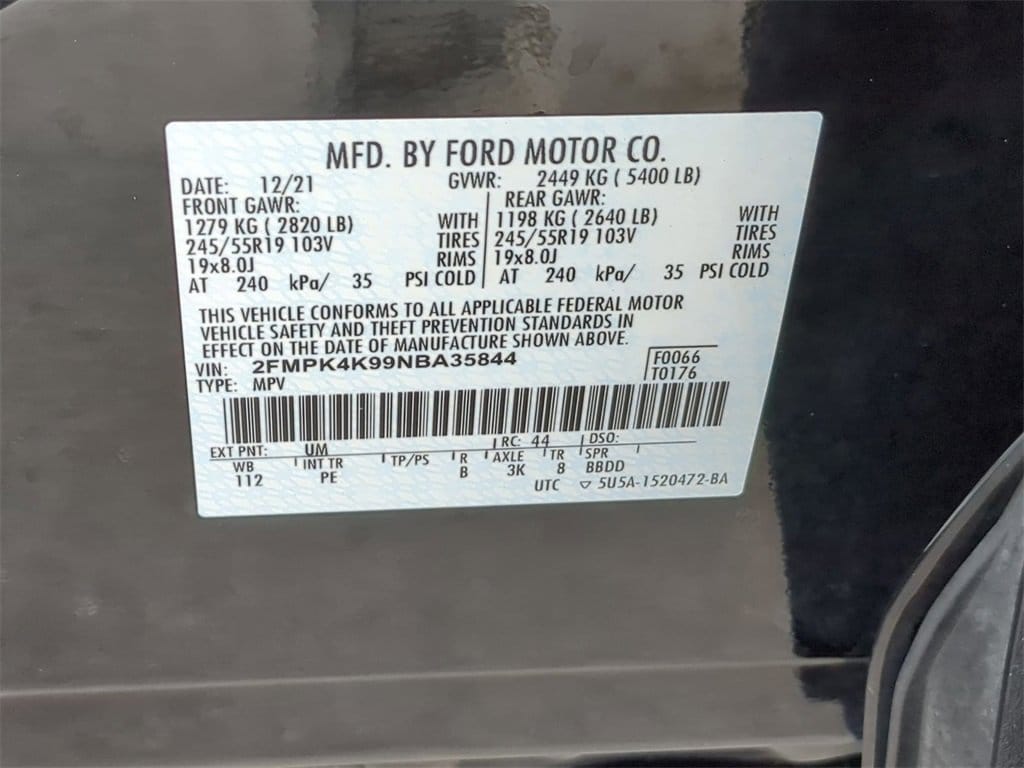 MFD. BY FORD MOTOR CO.
DATE: 12/21 GVWR: 2449 KG ( 5400 LB)
FRONT GAWR: REAR GAWR:
1279 KG ( 2820 LB) WITH 1198 KG ( 2640 LB) WITH
245/55R19 103V TIRES 245/55R19 103V TIRES
19x8.0J RIMS 19x8.0J RIMS
AT 240 kPa/ 35 PSI COLD AT 240 kPa/ 35 PSI COLD
THIS VEHICLE CONFORMS TO ALL APPLICABLE FEDERAL MOTOR
VEHICLE SAFETY AND THEFT PREVENTION STANDARDS IN
EFFECT ON THE DATE OF MANUFACTURE SHOWN ABOVE.
VIN: 2FMPK4K99NBA35844 F0066
TYPE: MPV T0176
EXT PNT: UM RC: 44 DSO:
WB INT TR TP/PS R AXLE TR SPR
112 PE B 3K 8 BBDD
UTC ▽ 5U5A-1520472-BA